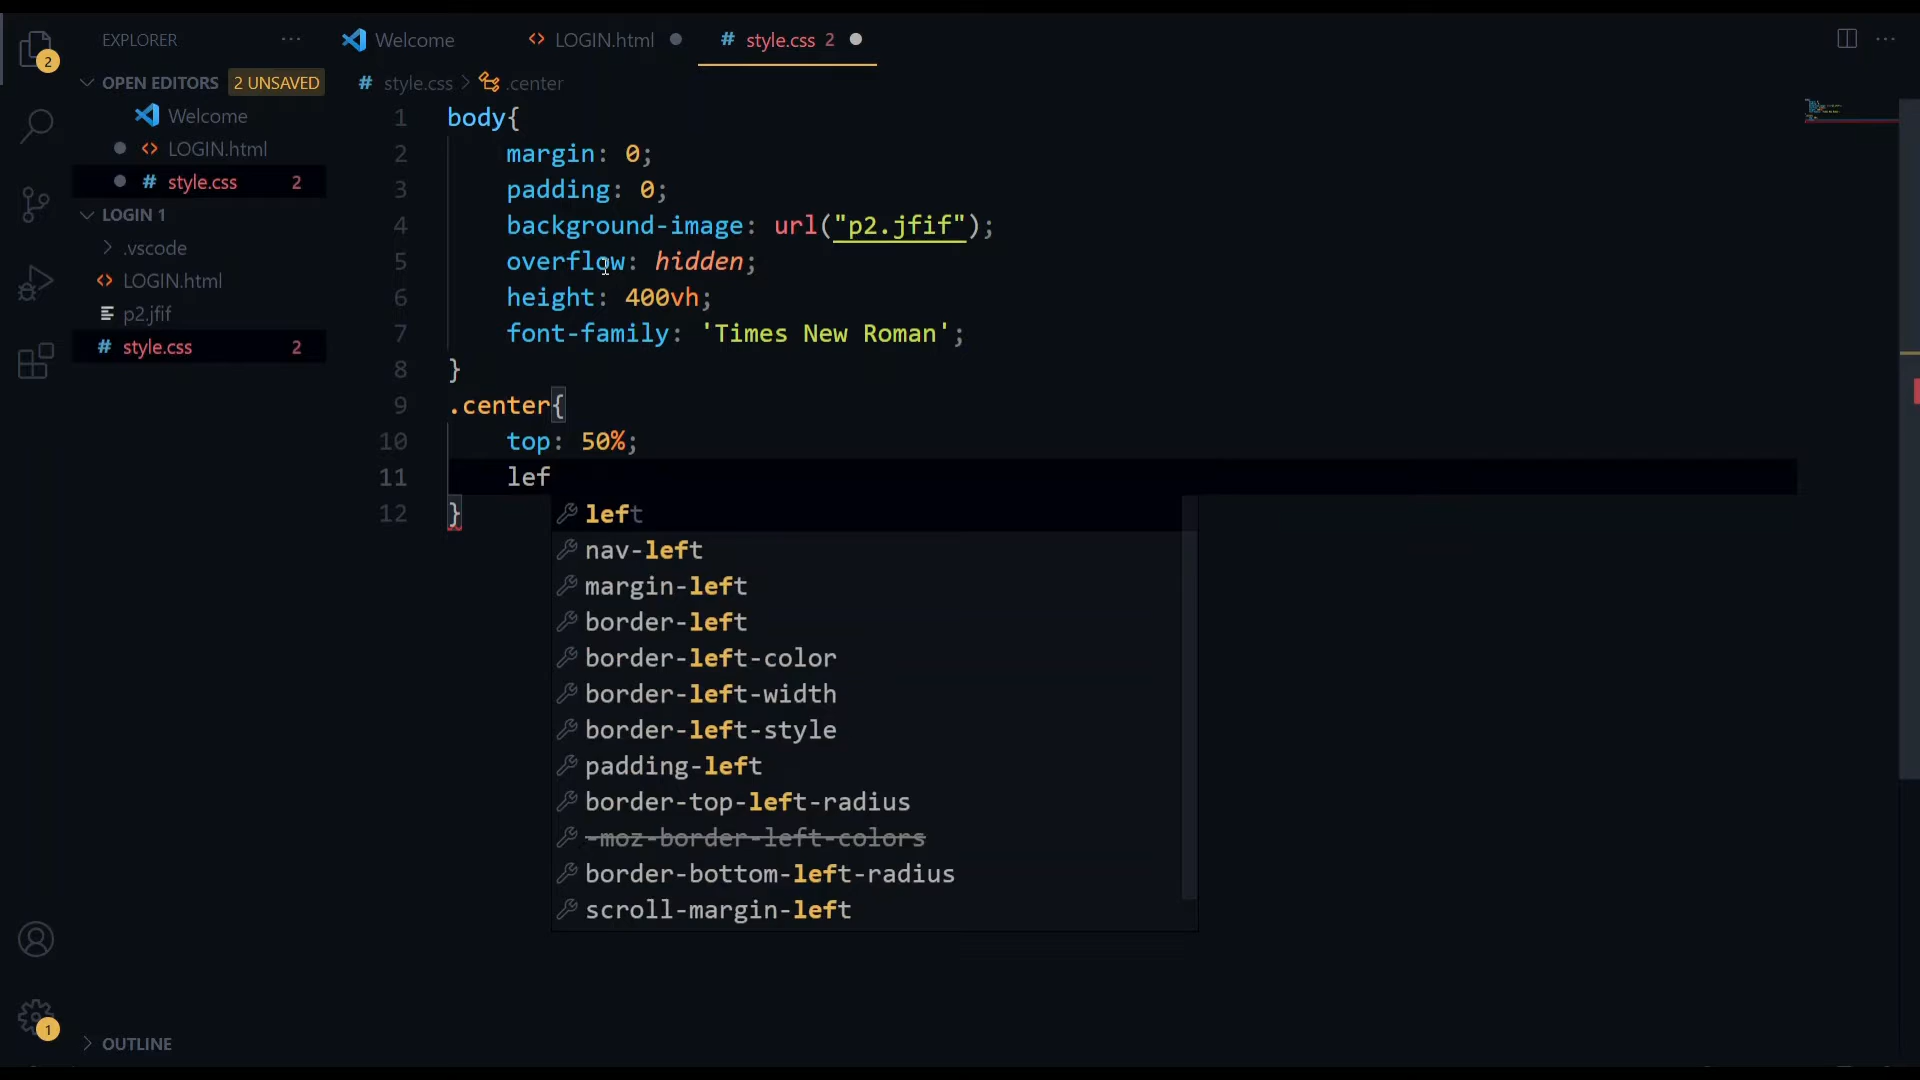 EXPLORER ...
Welcome
LOGIN.html
# style.css 2
...
2
OPEN EDITORS 2 UNSAVED
# style.css > .center
Welcome
LOGIN.html
# style.css 2
LOGIN 1
> .vscode
<> LOGIN.html
p2.jfif
# style.css 2
1 body{
2 margin: 0;
3 padding: 0;
4 background-image: url("p2.jfif");
5 overflow: hidden;
6 height: 400vh;
7 font-family: 'Times New Roman';
8 }
9 .center{
10 top: 50%;
11 lef
12 }
left
nav-left
margin-left
border-left
border-left-color
border-left-width
border-left-style
padding-left
border-top-left-radius
-moz-border-left-colors
border-bottom-left-radius
scroll-margin-left
1
> OUTLINE